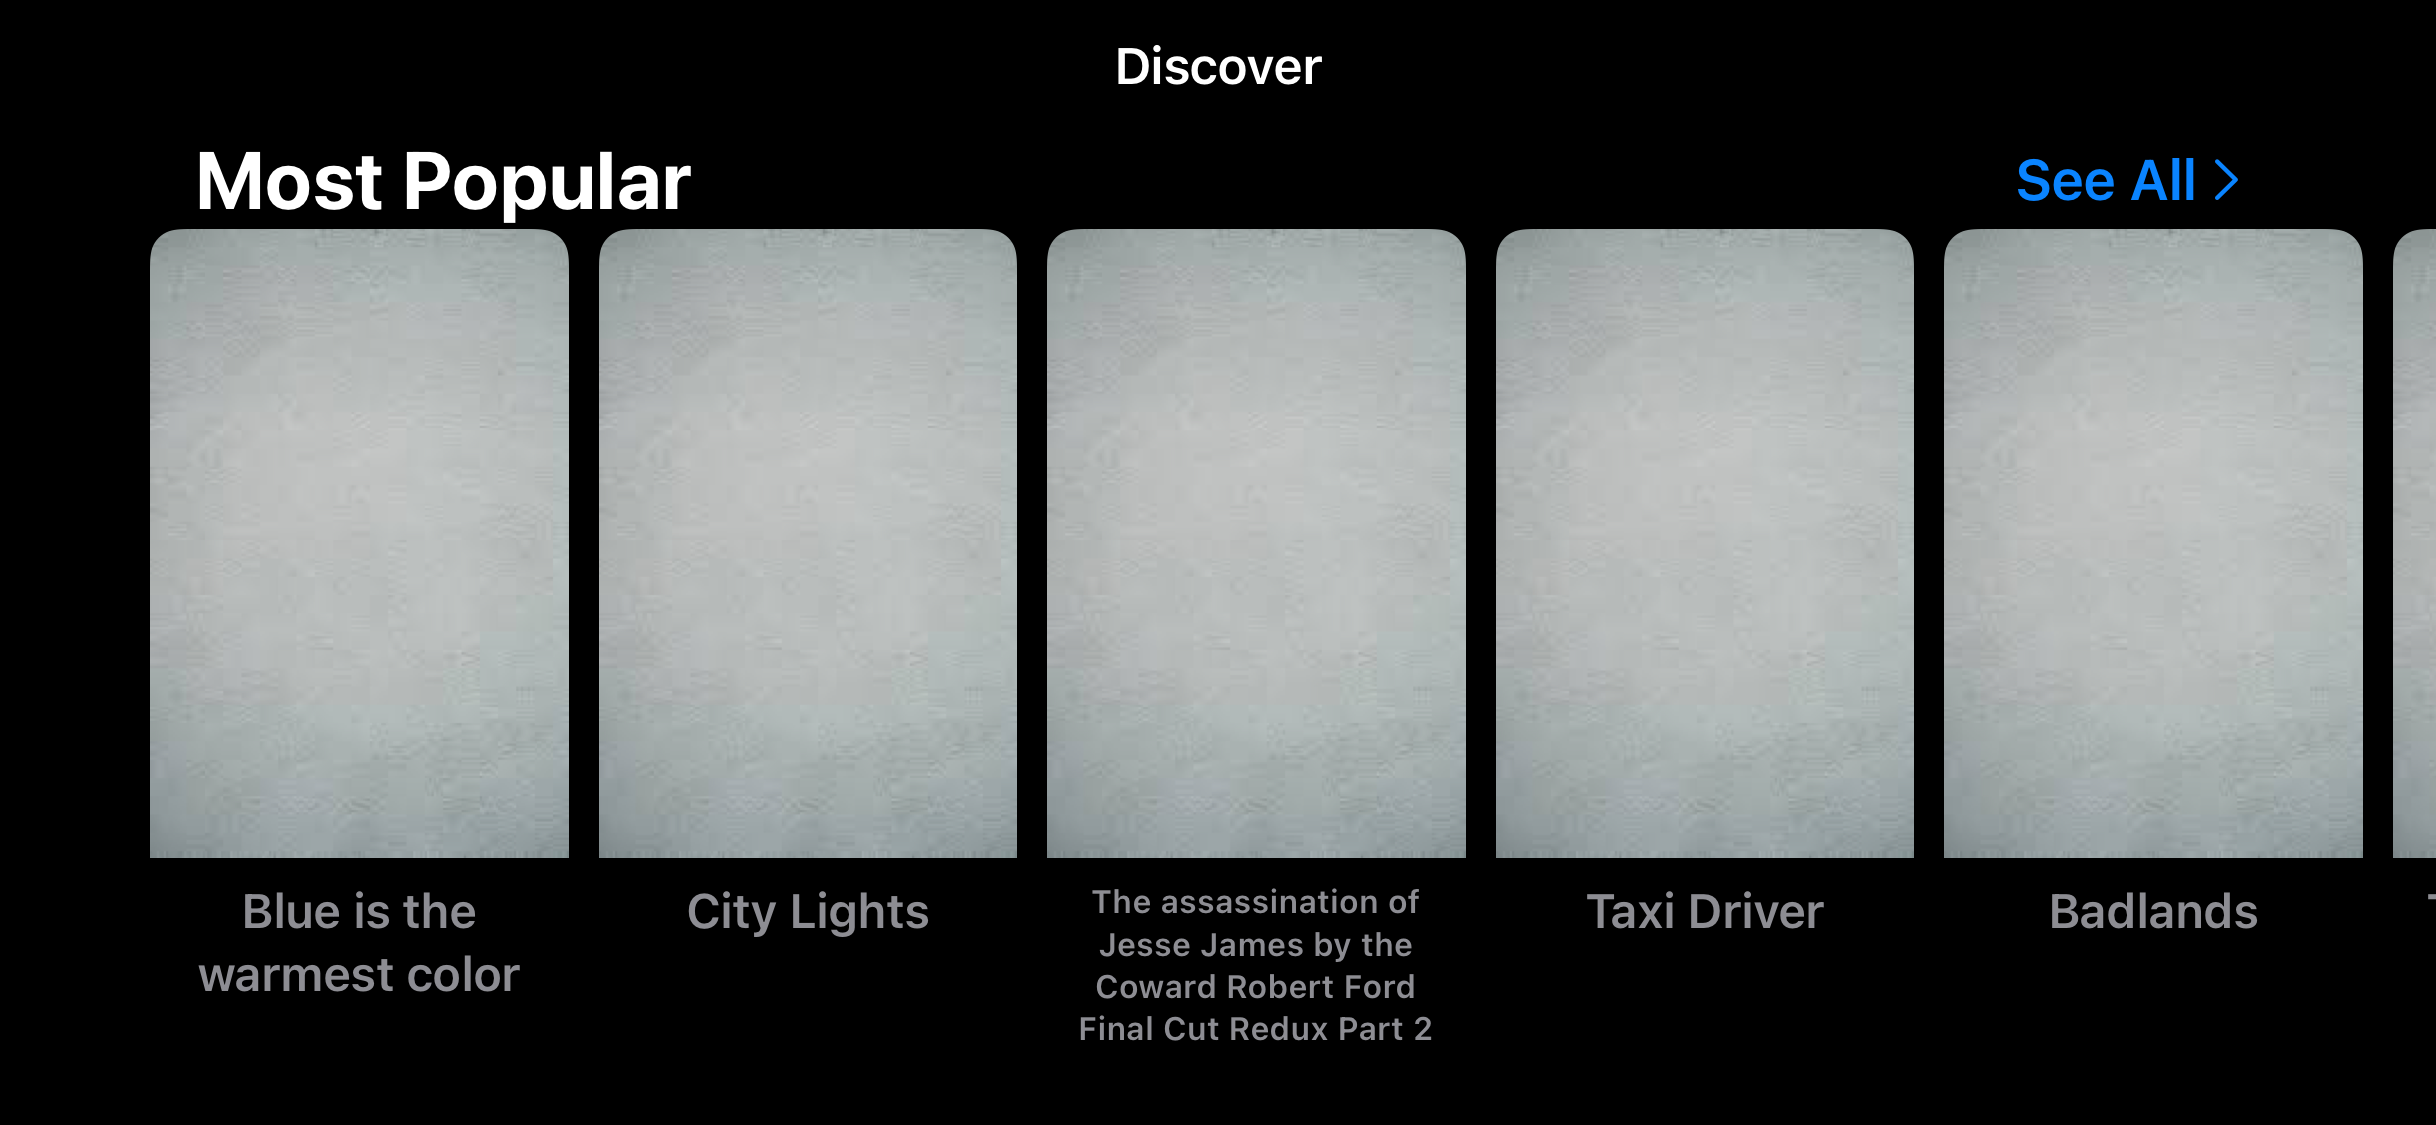 Discover
Most Popular
See All
Blue is the
warmest color
City Lights
The assassination of
Jesse James by the
Coward Robert Ford
Final Cut Redux Part 2
Taxi Driver
Badlands